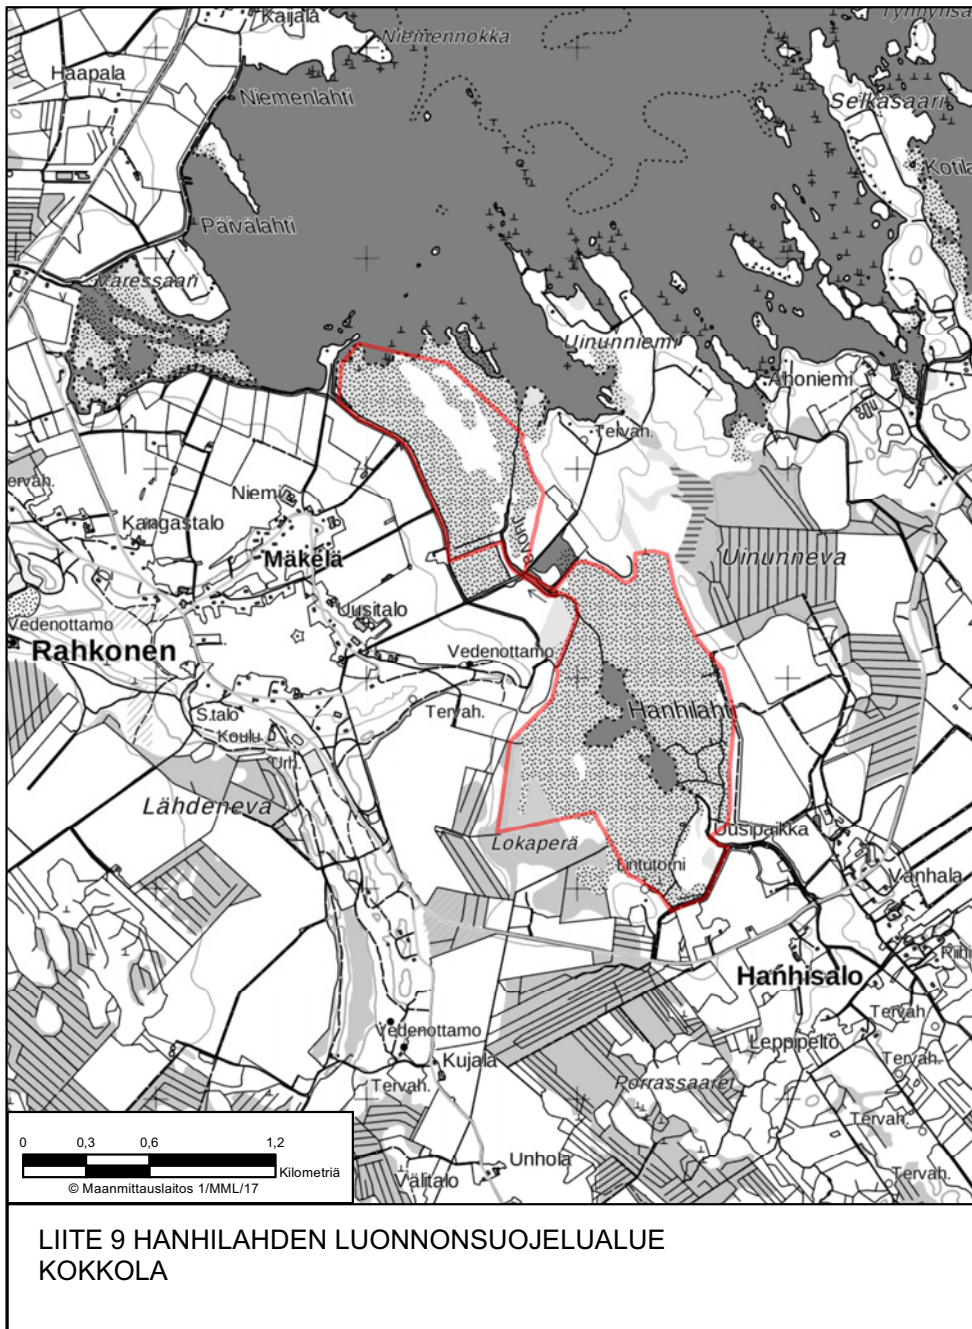 Kaijala
Niemennokka
Haapala
Niemenlahti
Selkäsaari
Päivälahti
Varessaari
Uinunniemi
Ahoniemi
Tervah.
Niemi
Kangastalo
Mäkelä
Uinunneva
Uusitalo
Vedenottamo
Rahkonen
Vedenottamo
Hanhilahti
Tervah.
S.talo
Koulu
Urh.
Lähdeneva
Lokaperä
Uusipaikka
Lintutorni
Vanhala
Hanhisalo
Tervah.
Vedenottamo
Leppipelto
Kujala
Tervah.
Tervah.
Porrassaaret
Tervah.
Unhola
Välitalo
Tervah.
0 0,3 0,6 1,2
Kilometriä
© Maanmittauslaitos 1/MML/17
LIITE 9 HANHILAHDEN LUONNONSUOJELUALUE
KOKKOLA